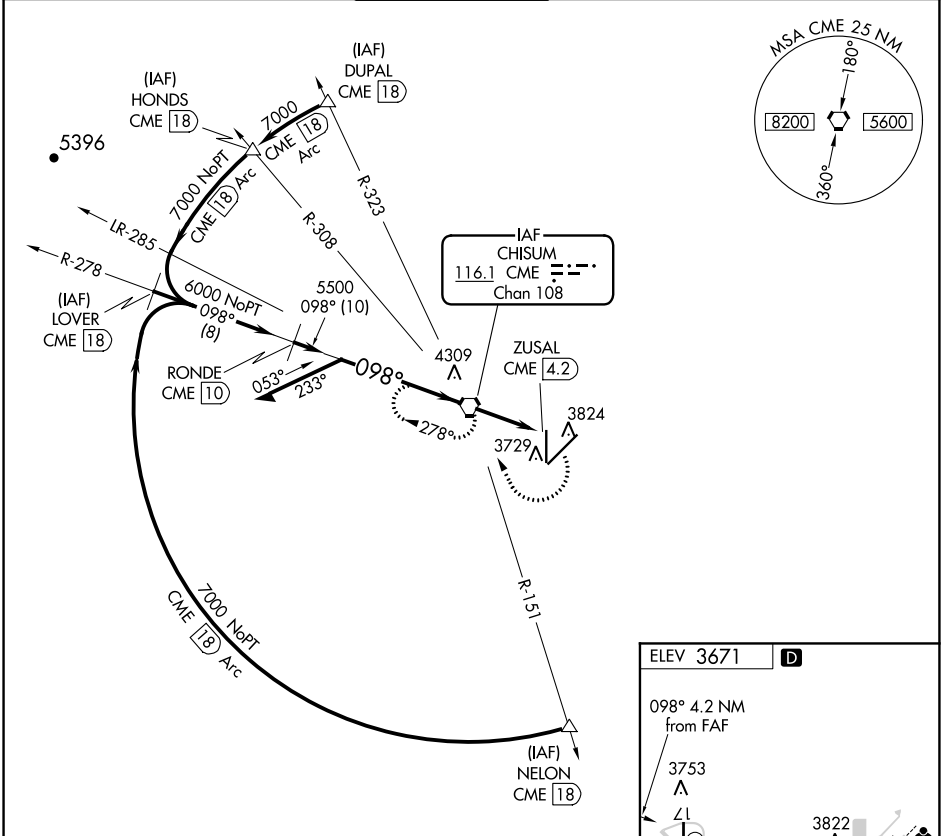 MSA CME 25 NM
180°
8200
5600
360°
(IAF)
DUPAL
CME 18
(IAF)
HONDS
CME 18
5396
7000
CME 18
Arc
7000 NoPT
CME 18 Arc
R-323
R-308
LR-285
R-278
IAF
CHISUM
116.1 CME
Chan 108
(IAF)
LOVER
CME 18
6000 NoPT
098°
(8)
5500
098° (10)
RONDE
CME 10
053°
233°
098°
4309
ZUSAL
CME 4.2
278°
3729
3824
R-151
7000 NoPT
CME 18 Arc
(IAF)
NELON
CME 18
ELEV 3671
D
098° 4.2 NM
from FAF
3753
17
3822